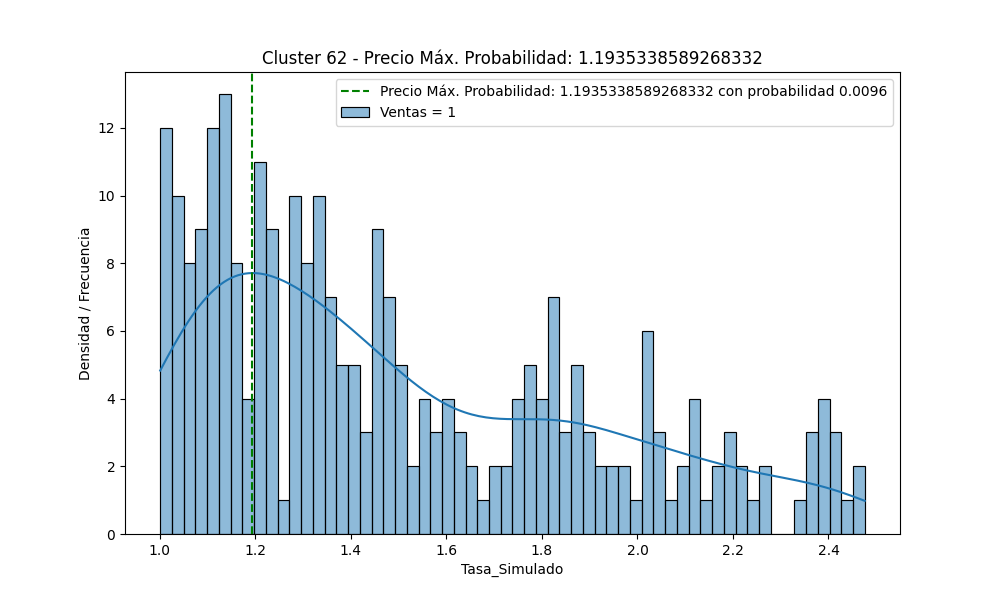 Cluster 62 - Precio Máx. Probabilidad: 1.1935338589268332
Precio Máx. Probabilidad: 1.1935338589268332 con probabilidad 0.0096
Ventas = 1
Densidad / Frecuencia
12
10
8
6
4
2
0
1.0 1.2 1.4 1.6 1.8 2.0 2.2 2.4
Tasa_Simulado